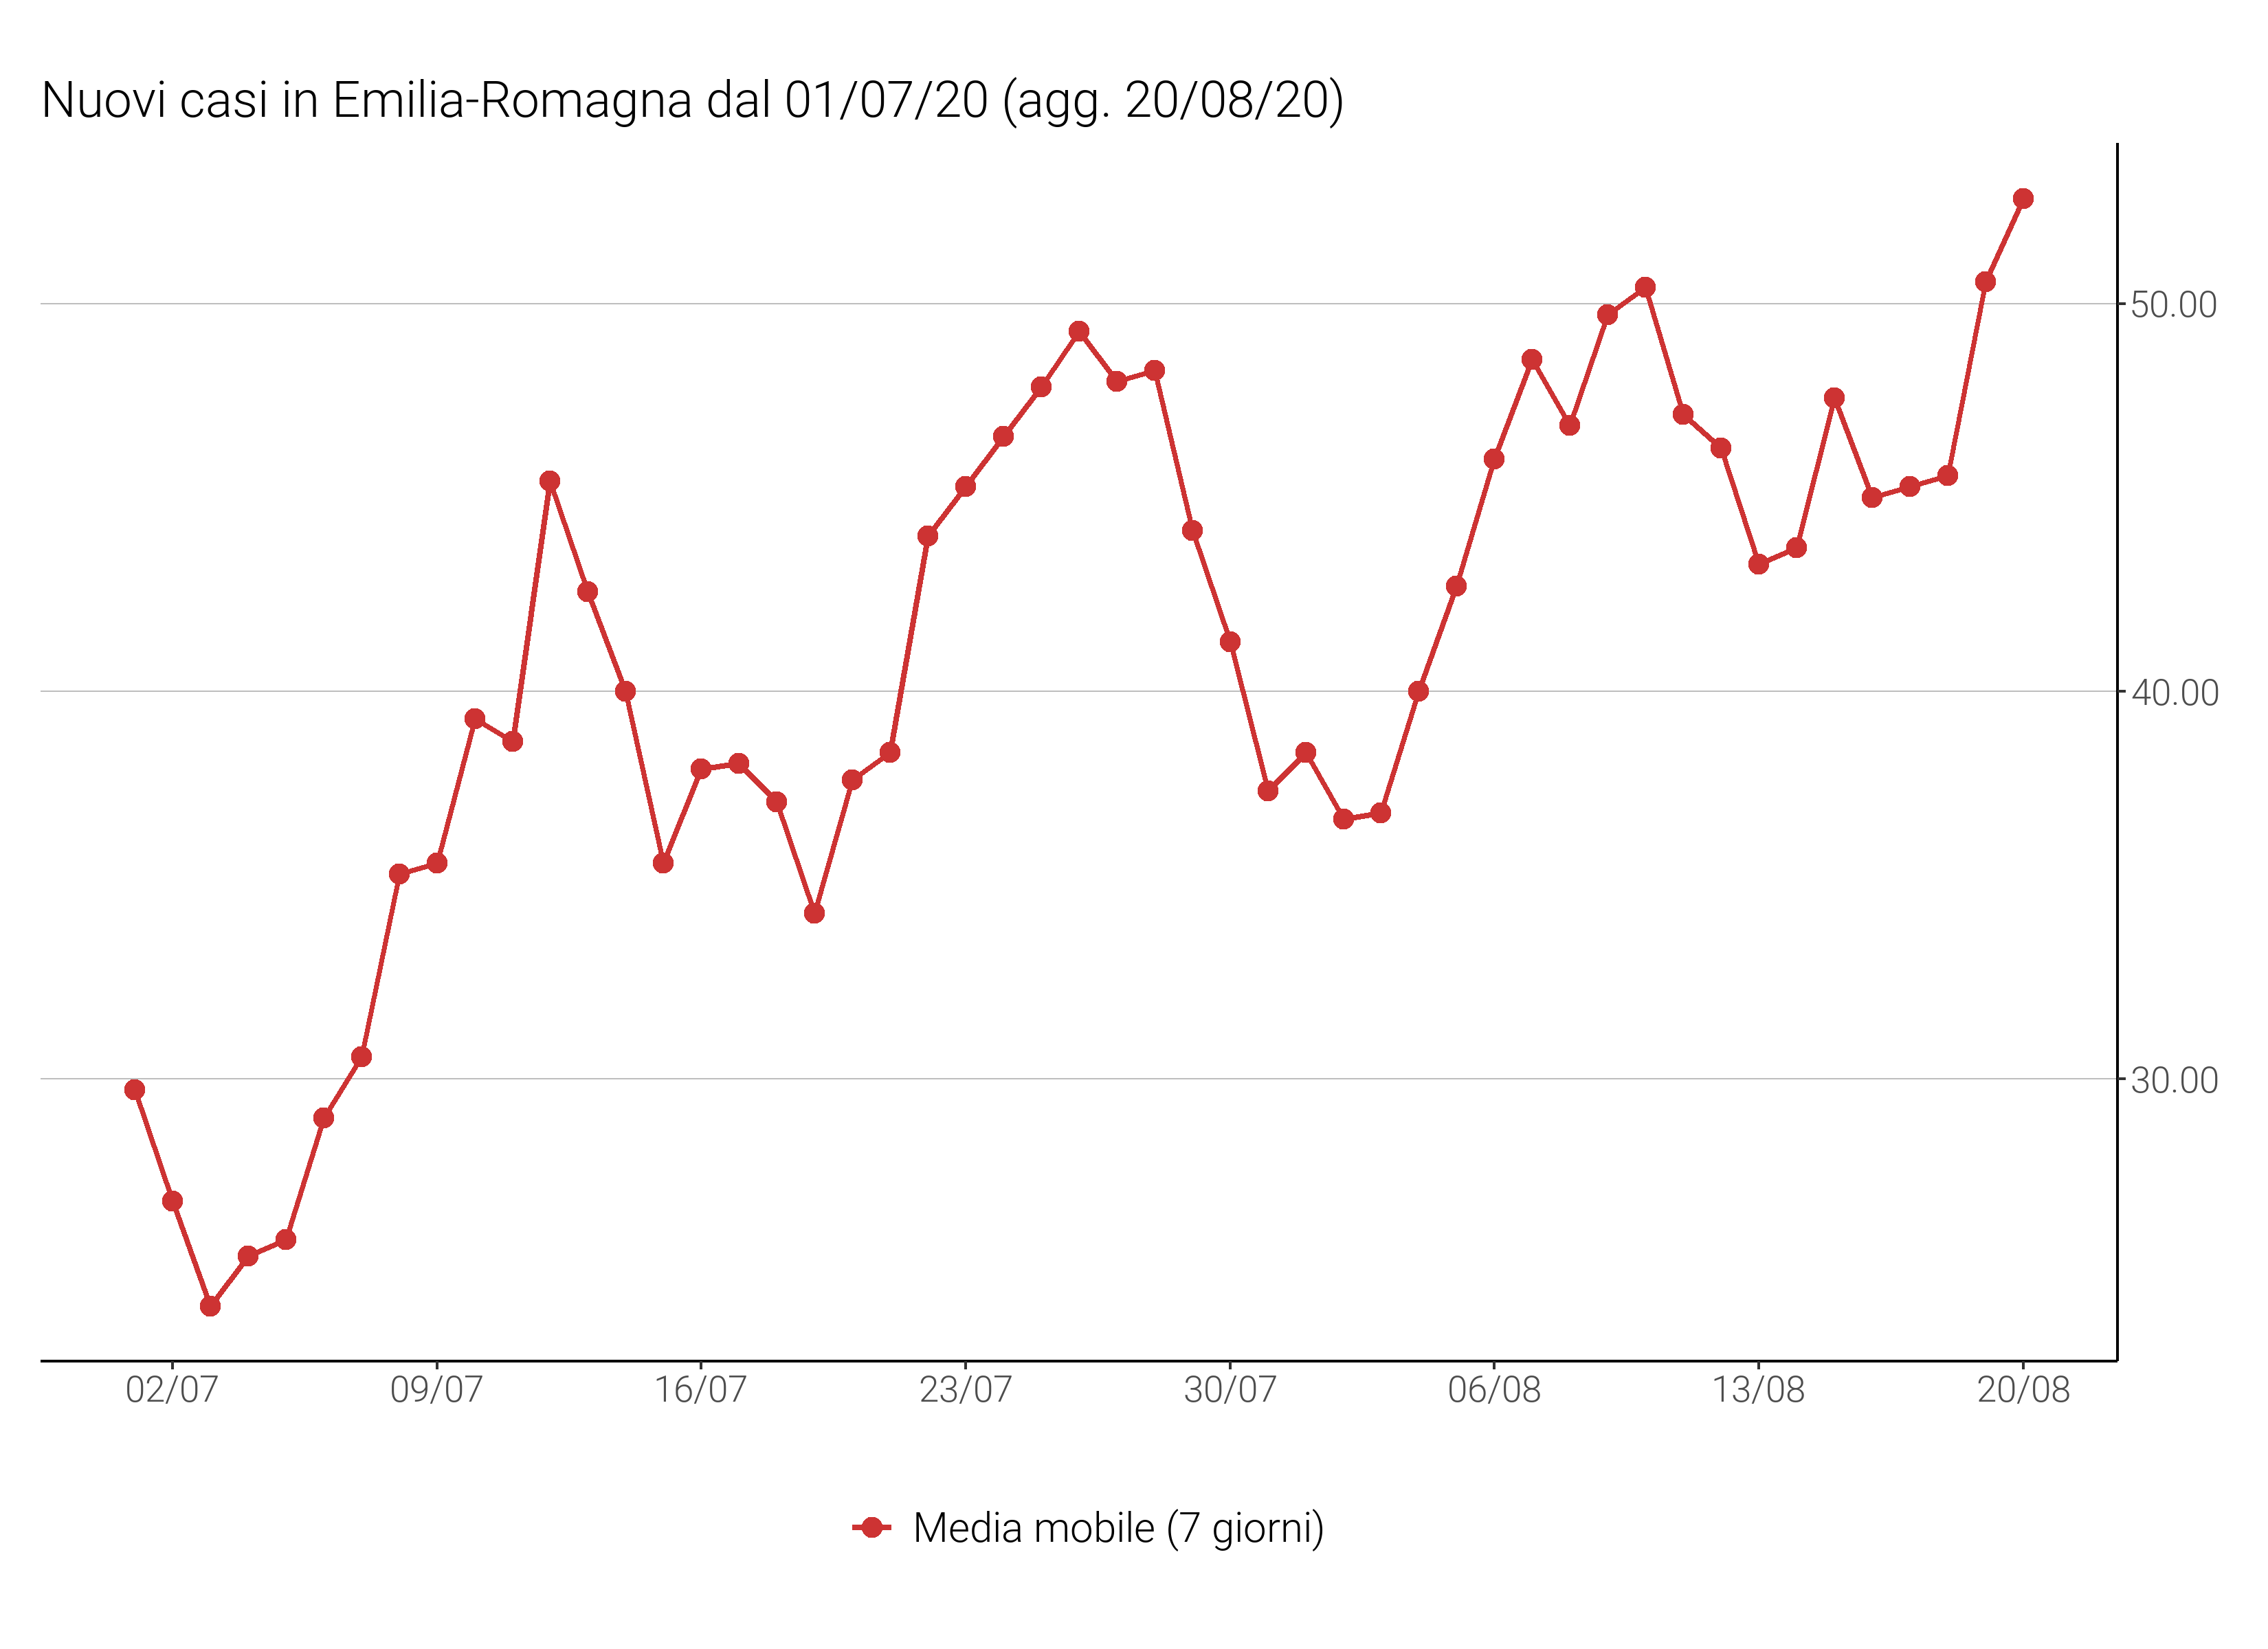 Nuovi casi in Emilia-Romagna dal 01/07/20 (agg. 20/08/20)
50.00
40.00
30.00
02/07 09/07 16/07 23/07 30/07 06/08 13/08 20/08
Media mobile (7 giorni)